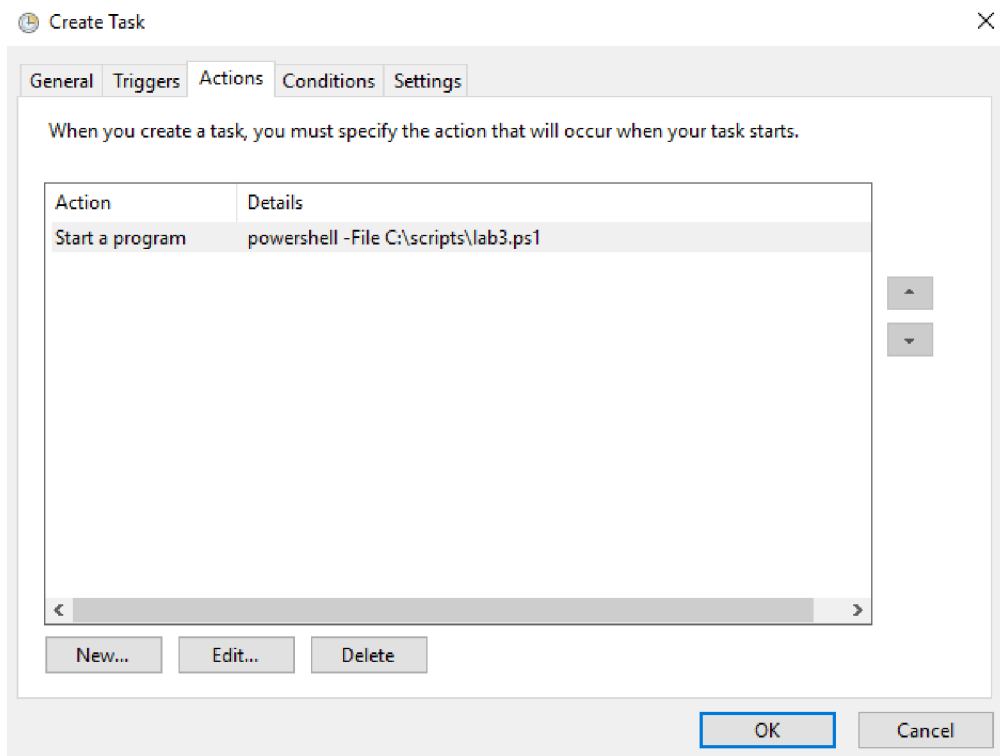 Create Task
General Triggers Actions Conditions Settings
When you create a task, you must specify the action that will occur when your task starts.
Action Details
Start a program powershell -File C:\scripts\lab3.ps1
New... Edit... Delete
OK Cancel